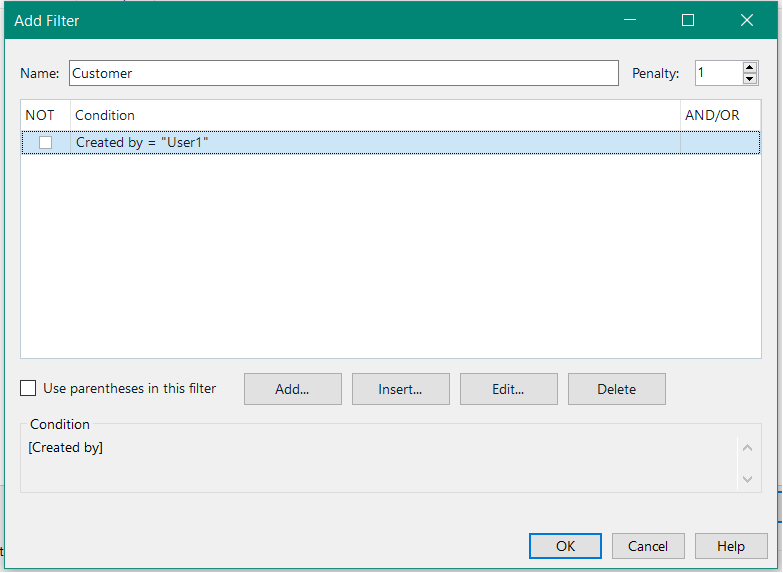 Add Filter
Name: Customer Penalty: 1
NOT Condition AND/OR
Created by = "User1"
Use parentheses in this filter Add... Insert... Edit... Delete
Condition
[Created by]
t
OK Cancel Help